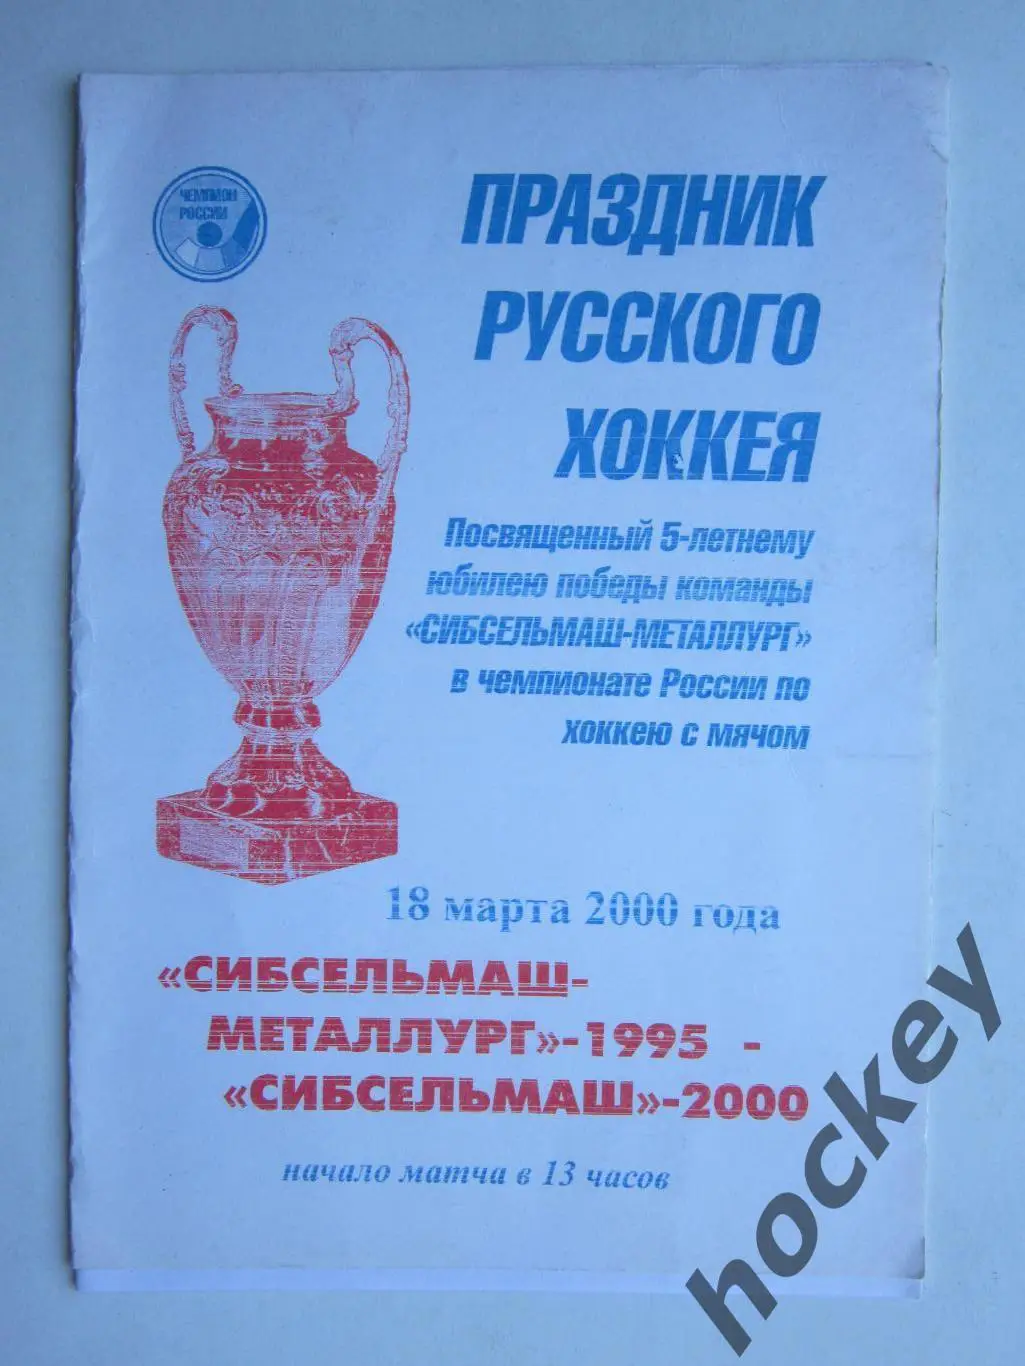 ЧЕМПИОН
РОССИИ
ПРАЗДНИК
РУССКОГО
ХОККЕЯ
Посвященный 5-летнему
юбилею победы команды
«СИБСЕЛЬМАШ-МЕТАЛЛУРГ»
в чемпионате России по
хоккею с мячом
18 марта 2000 года
«СИБСЕЛЬМАШ-
МЕТАЛЛУРГ»-1995 -
«СИБСЕЛЬМАШ»-2000
начало матча в 13 часов
hockey